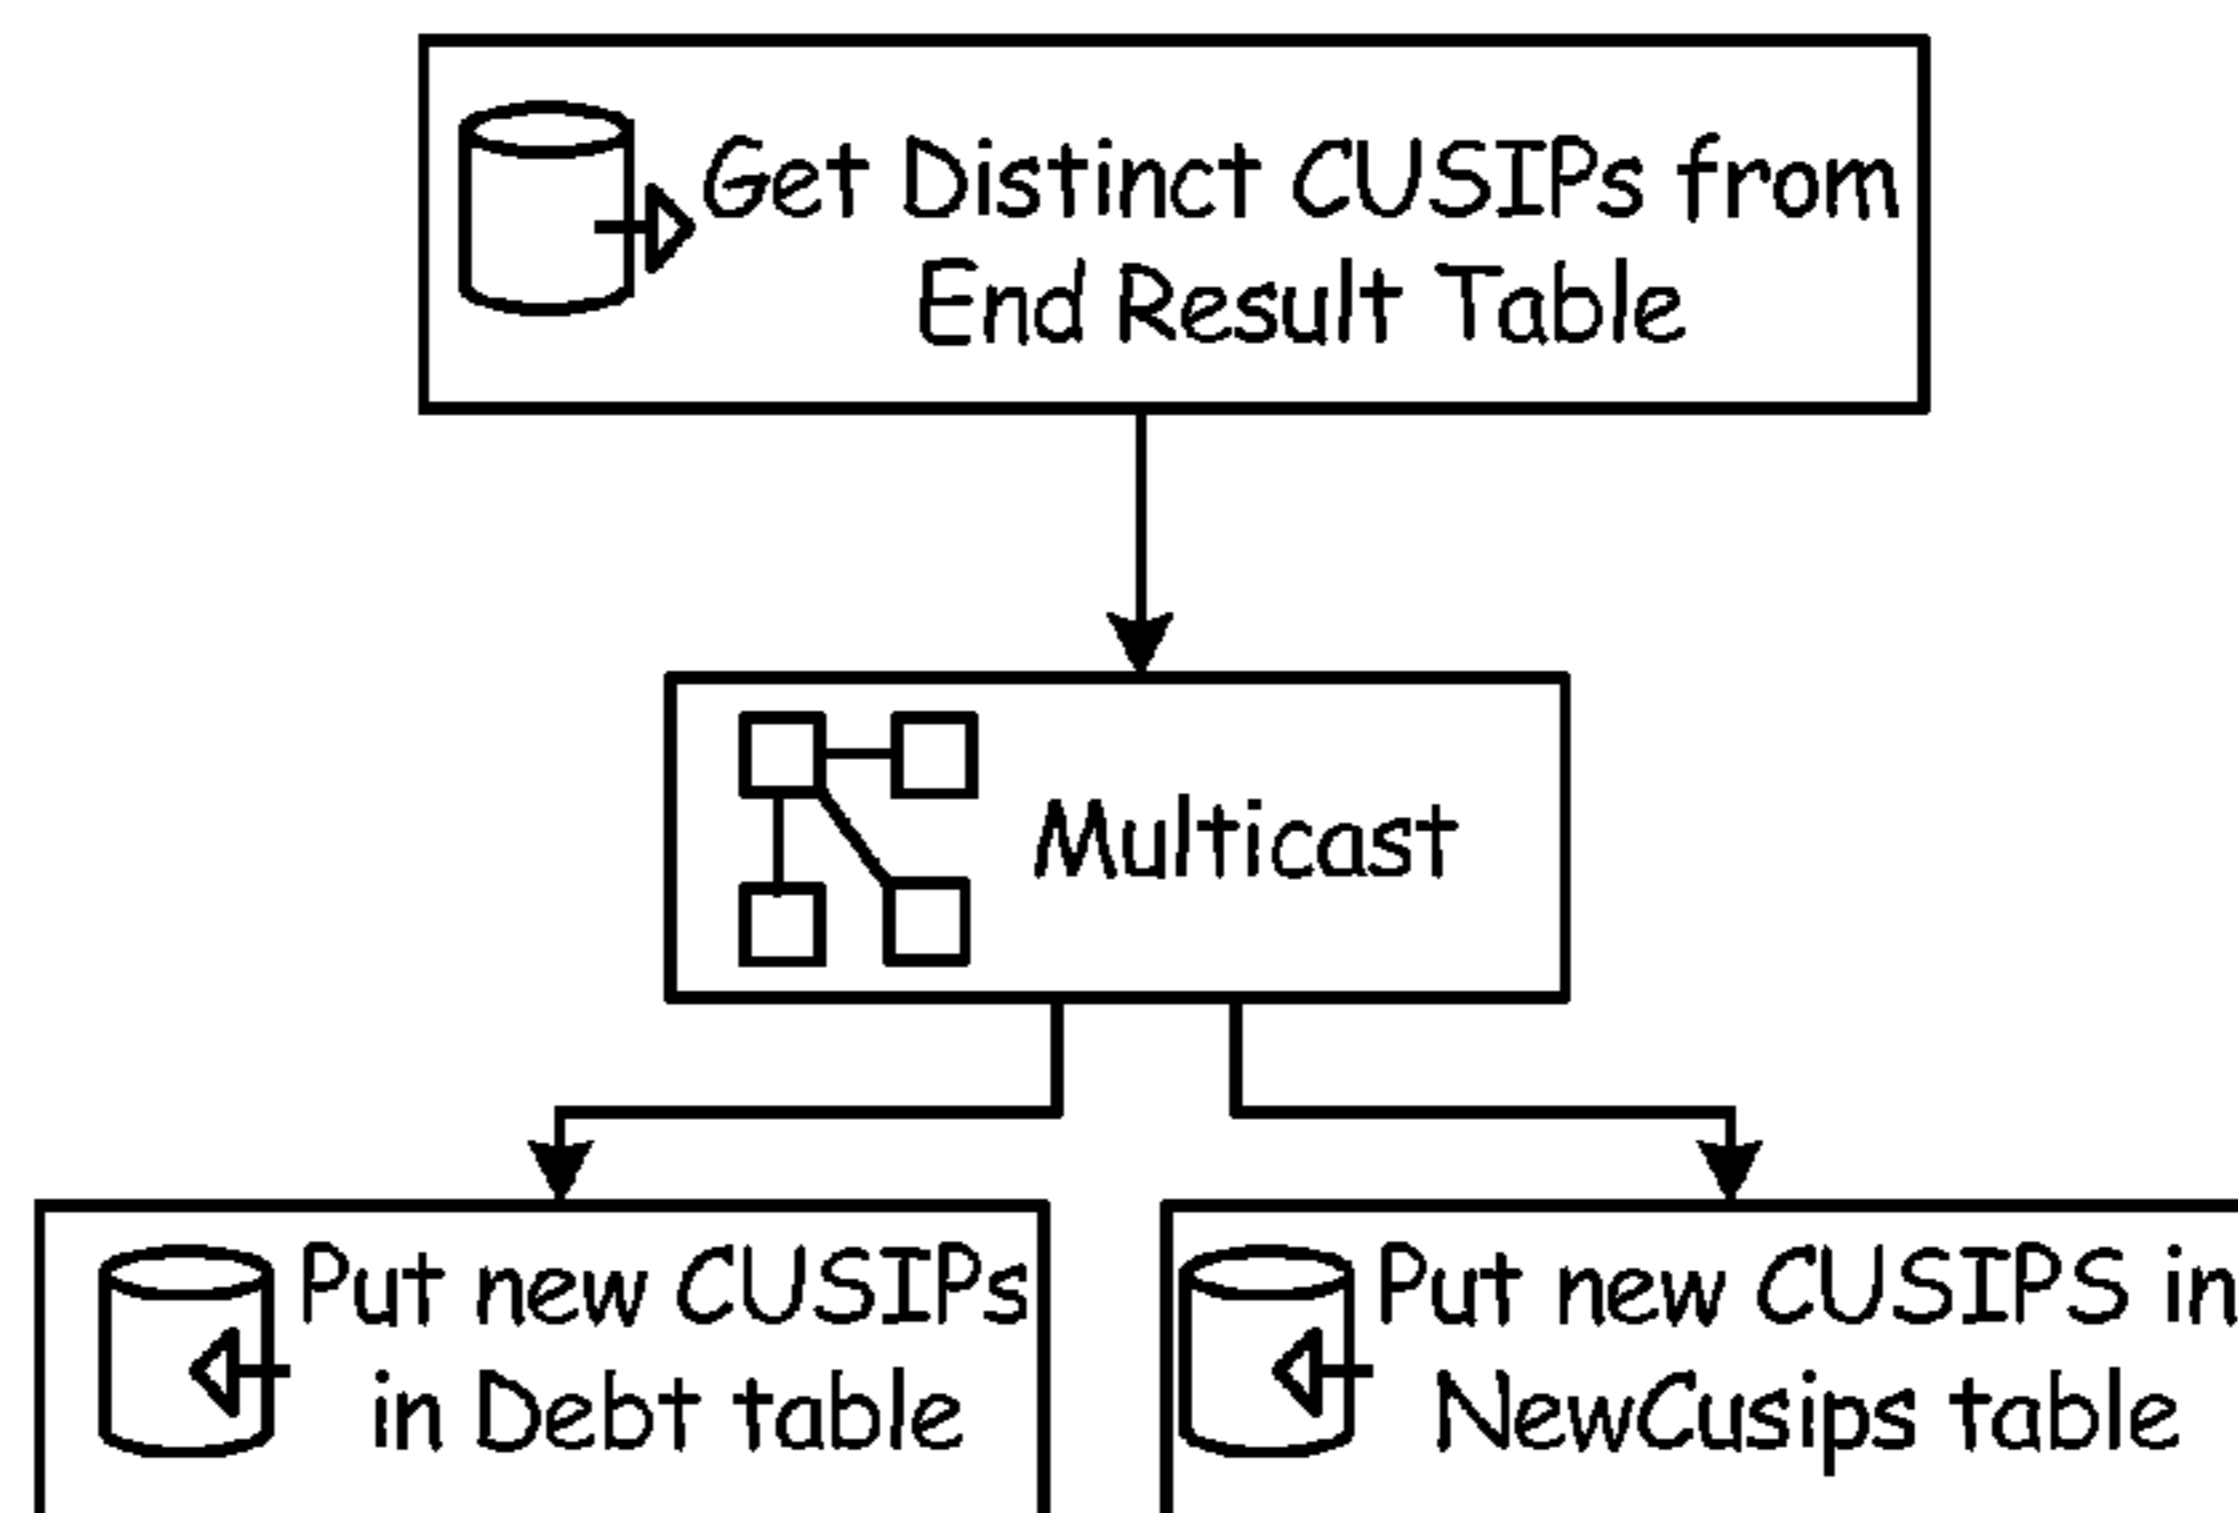 Get Distinct CUSIPs from
End Result Table
Multicast
Put new CUSIPs
in Debt table
Put new CUSIPS in
NewCusips table